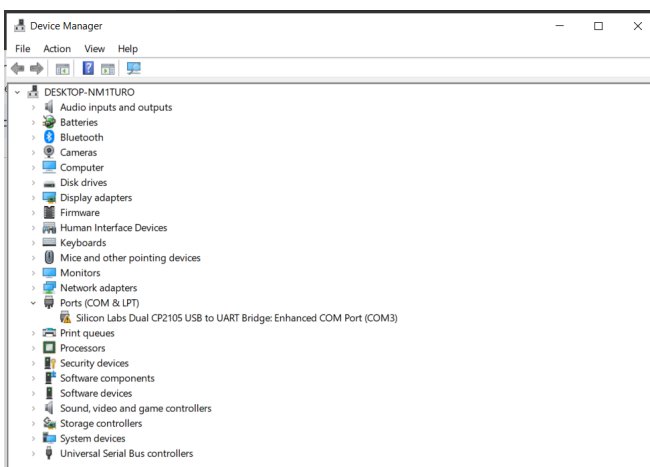 Device Manager
File Action View Help
DESKTOP-NM1TURO
Audio inputs and outputs
Batteries
Bluetooth
Cameras
Computer
Disk drives
Display adapters
Firmware
Human Interface Devices
Keyboards
Mice and other pointing devices
Monitors
Network adapters
Ports (COM & LPT)
Silicon Labs Dual CP2105 USB to UART Bridge: Enhanced COM Port (COM3)
Print queues
Processors
Security devices
Software components
Software devices
Sound, video and game controllers
Storage controllers
System devices
Universal Serial Bus controllers